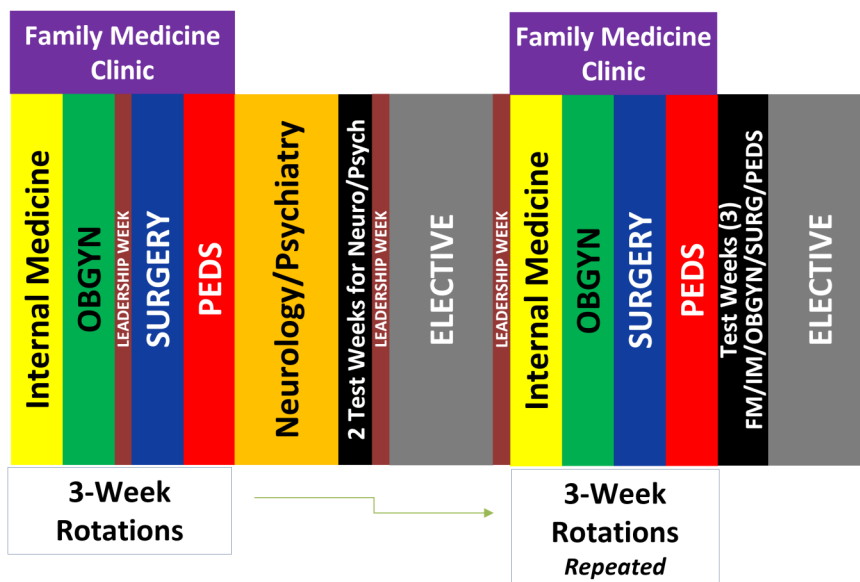 Family Medicine
Clinic
Family Medicine
Clinic
Internal Medicine
OBGYN
LEADERSHIP WEEK
SURGERY
PEDS
Neurology/Psychiatry
2 Test Weeks for Neuro/Psych
LEADERSHIP WEEK
ELECTIVE
LEADERSHIP WEEK
Internal Medicine
OBGYN
SURGERY
PEDS
Test Weeks (3)
FM/IM/OBGYN/SURG/PEDS
ELECTIVE
3-Week
Rotations
3-Week
Rotations
Repeated